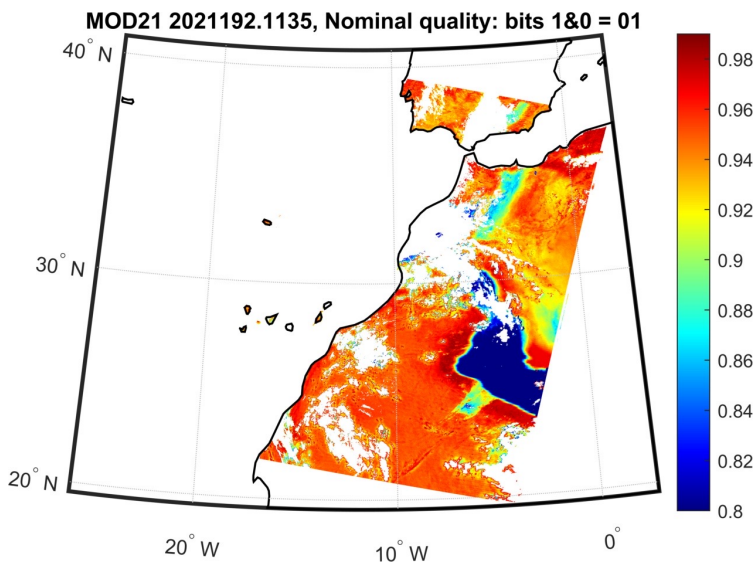 MOD21 2021192.1135, Nominal quality: bits 1&0 = 01
40° N
30° N
20° N
20° W
10° W
0°
0.98
0.96
0.94
0.92
0.9
0.88
0.86
0.84
0.82
0.8